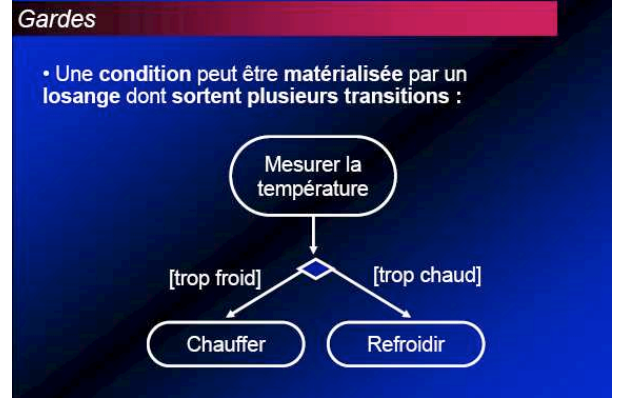 Gardes
• Une condition peut être matérialisée par un
losange dont sortent plusieurs transitions :
Mesurer la
température
[trop froid]
[trop chaud]
Chauffer
Refroidir